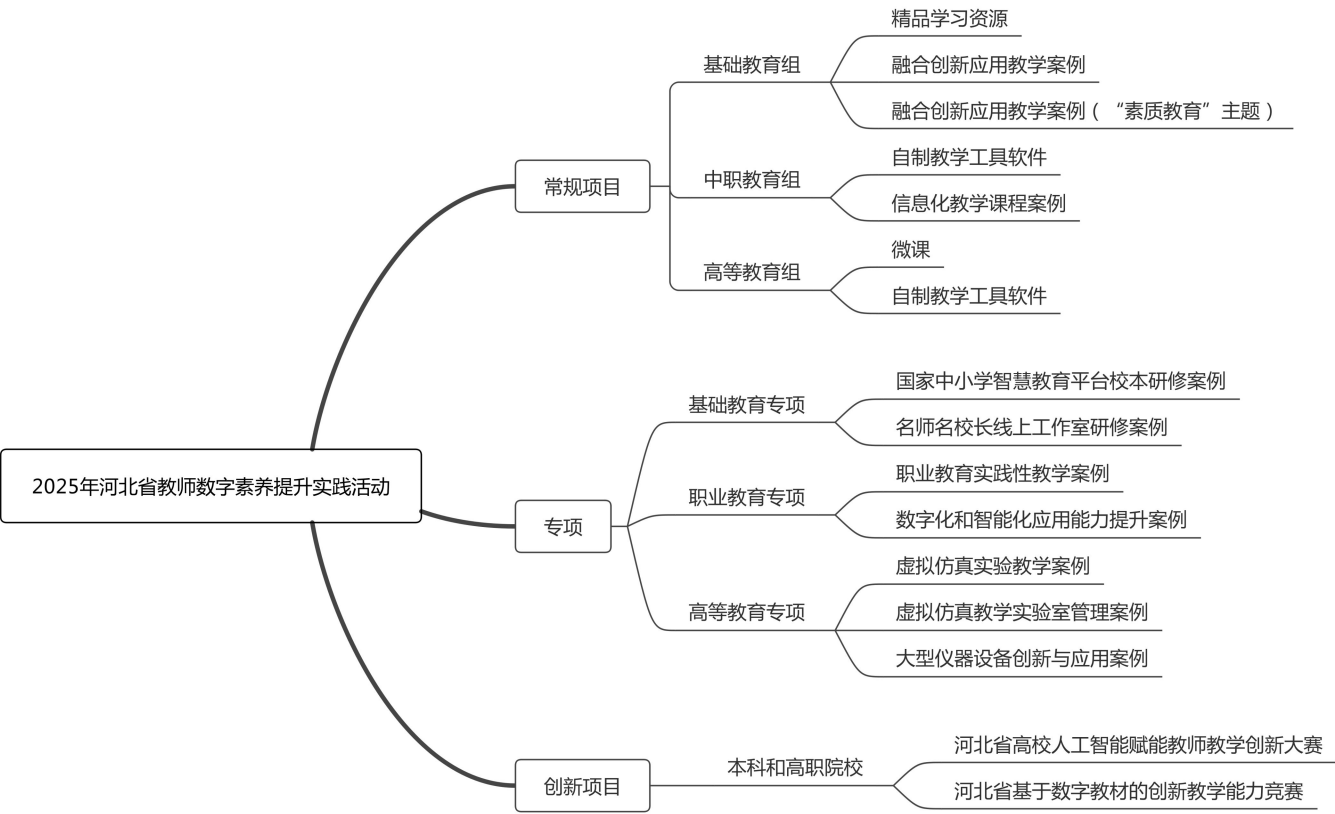 2025年河北省教师数字素养提升实践活动
常规项目
基础教育组
精品学习资源
融合创新应用教学案例
融合创新应用教学案例（“素质教育”主题）
中职教育组
自制教学工具软件
信息化教学课程案例
高等教育组
微课
自制教学工具软件
专项
基础教育专项
国家中小学智慧教育平台校本研修案例
名师名校长线上工作室研修案例
职业教育专项
职业教育实践性教学案例
数字化和智能化应用能力提升案例
高等教育专项
虚拟仿真实验教学案例
虚拟仿真教学实验室管理案例
大型仪器设备创新与应用案例
创新项目
本科和高职院校
河北省高校人工智能赋能教师教学创新大赛
河北省基于数字教材的创新教学能力竞赛